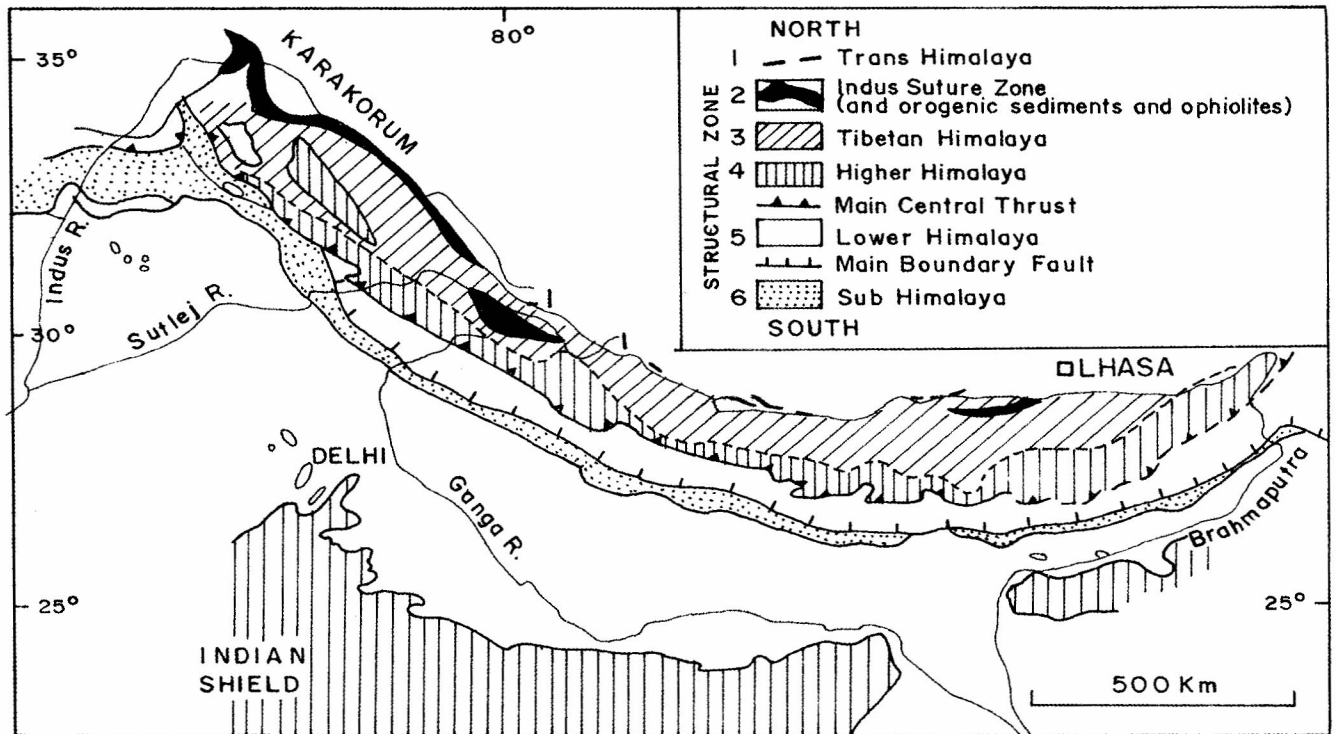 35°
80°
KARAKORUM
NORTH
1 Trans Himalaya
2 Indus Suture Zone
(and orogenic sediments and ophiolites)
3 Tibetan Himalaya
4 Higher Himalaya
Main Central Thrust
5 Lower Himalaya
Main Boundary Fault
6 Sub Himalaya
SOUTH
STRUCTURAL ZONE
Indus R.
Sutlej R.
30°
1
1
LHASA
DELHI
Ganga R.
Brahmaputra
25°
25°
INDIAN
SHIELD
500 Km